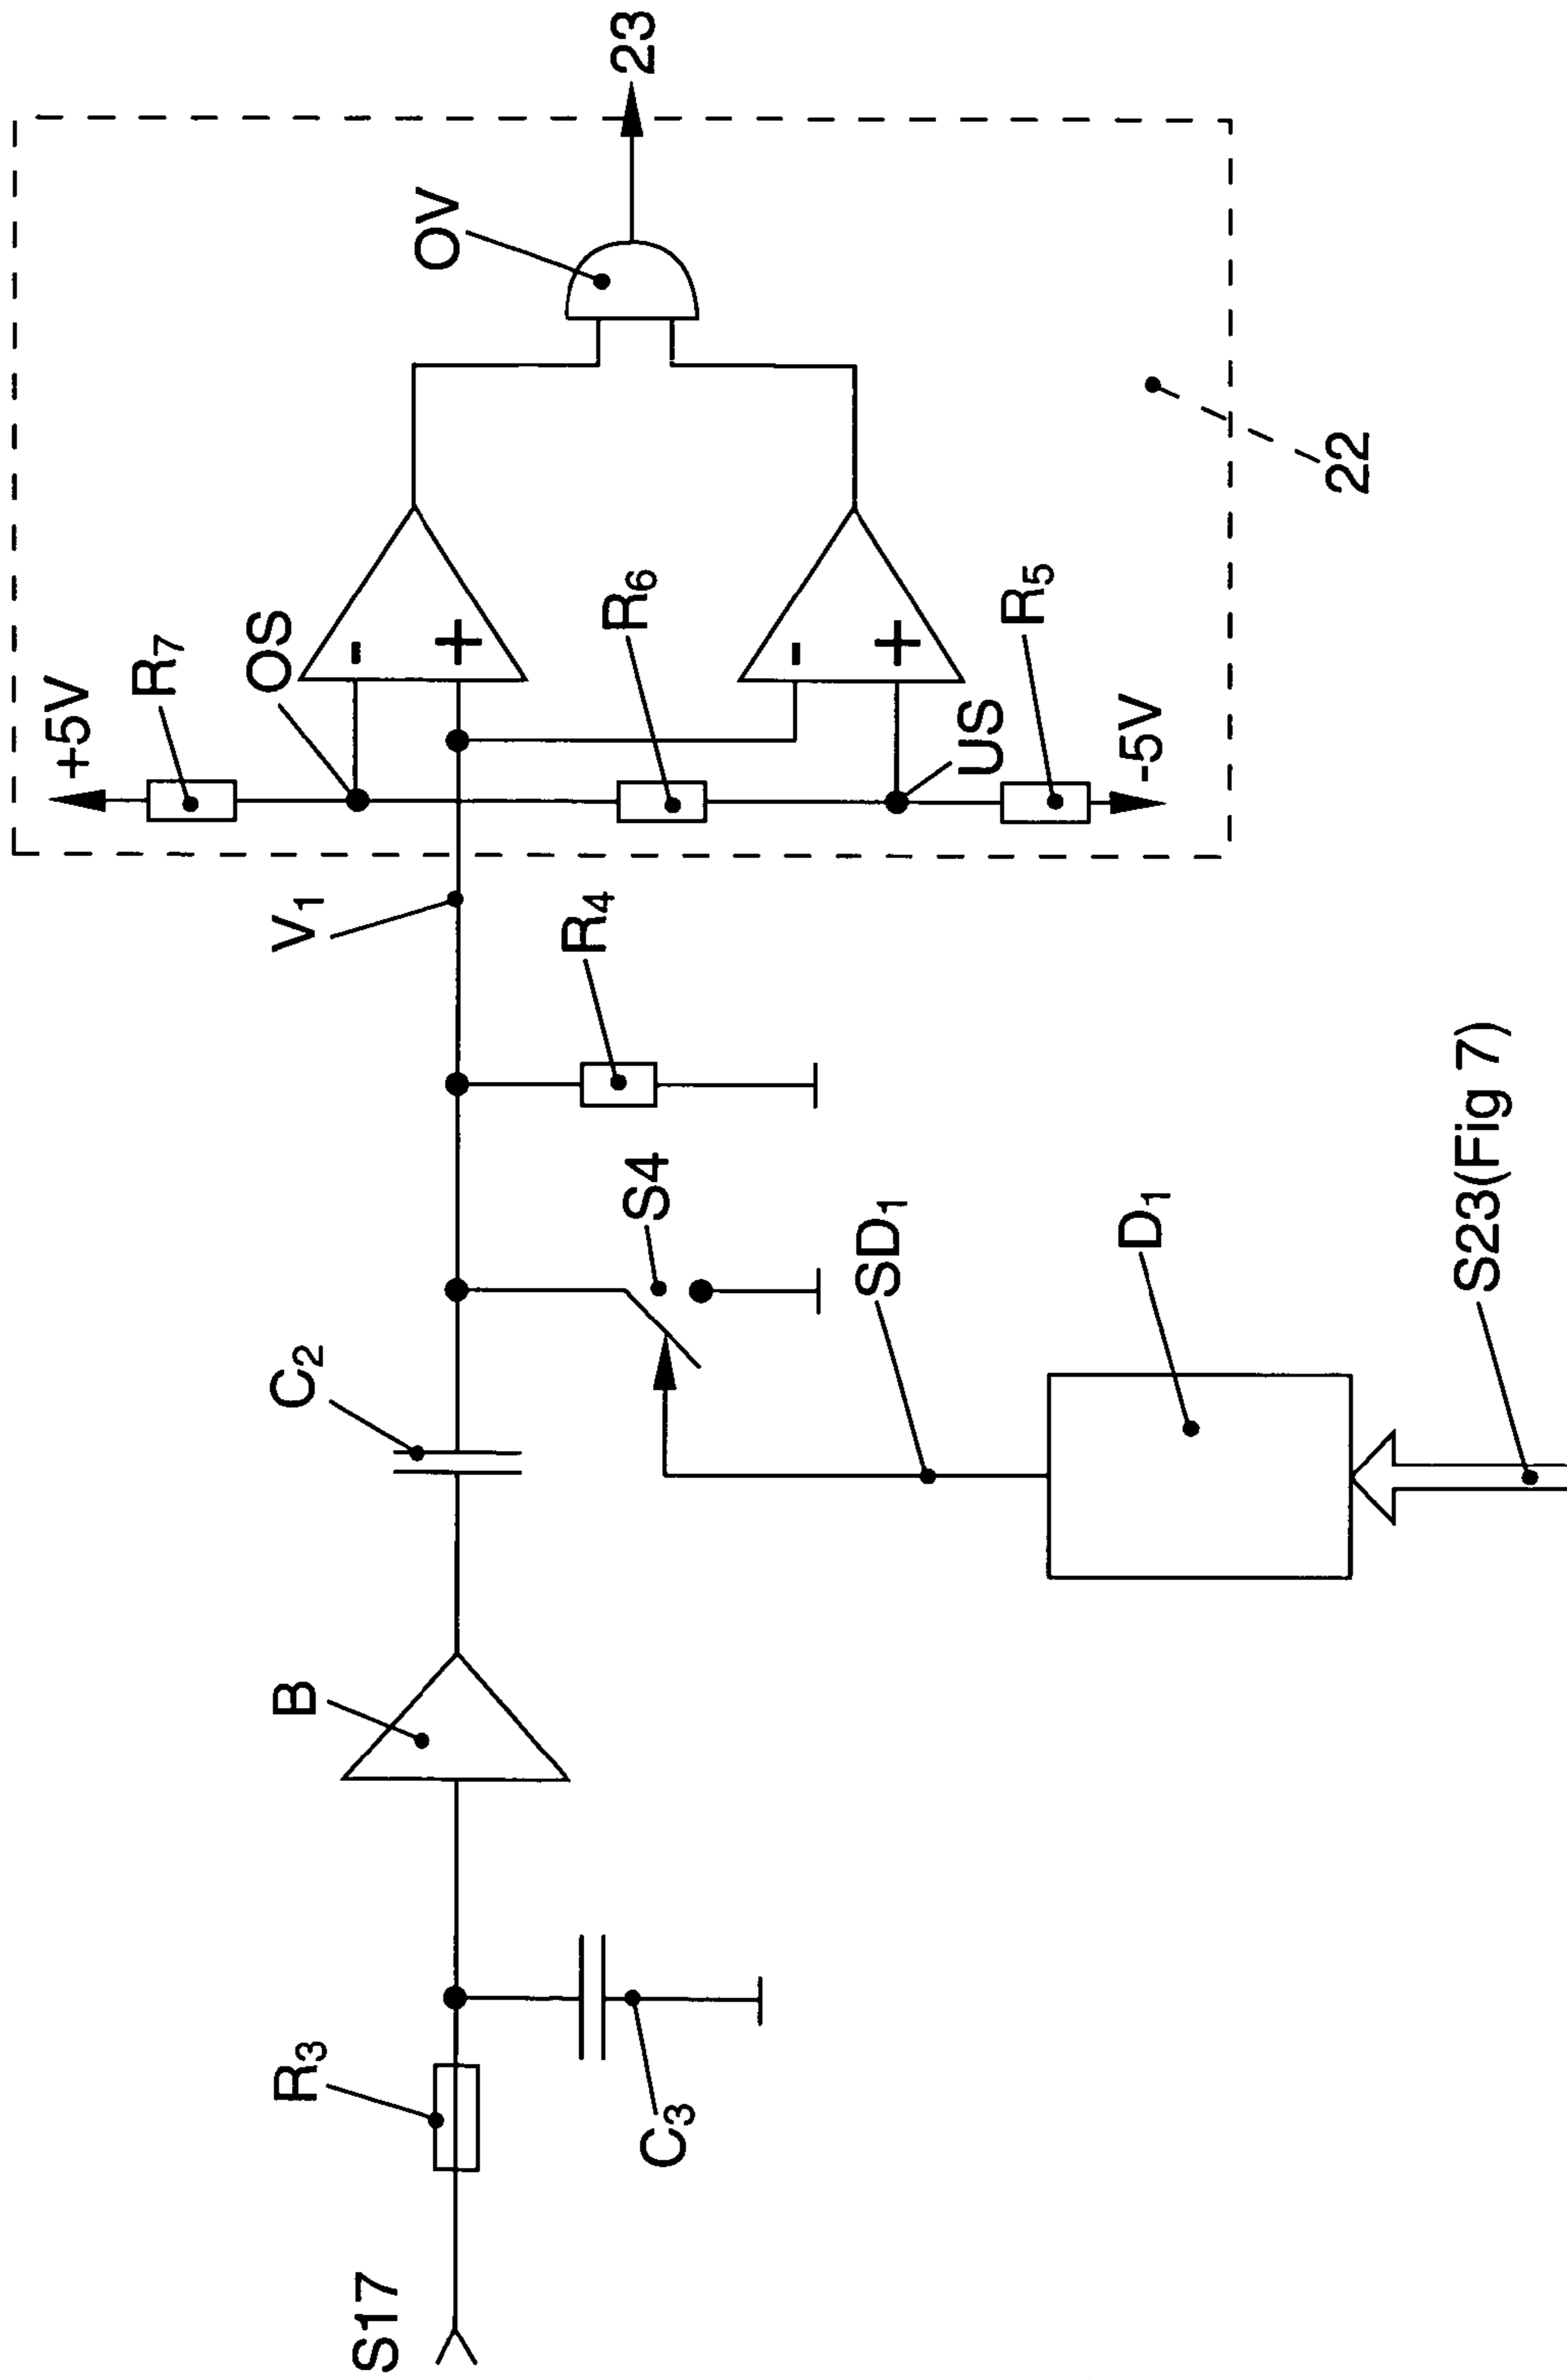 +5V
R7
OS
OV
23
V1
R6
C2
R4
US
R5
-5V
22
B
S4
R3
C3
SD1
D1
S17
S23(Fig 7)